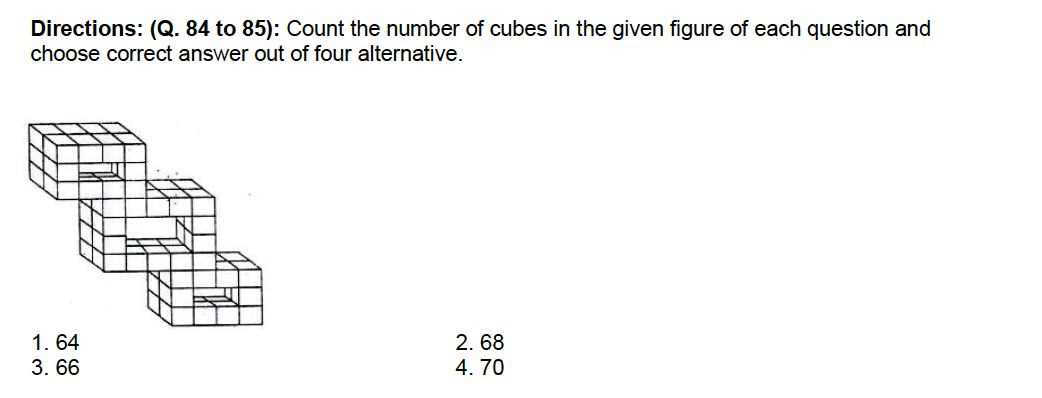 Directions: (Q. 84 to 85): Count the number of cubes in the given figure of each question and
choose correct answer out of four alternative.
1. 64 2. 68
3. 66 4. 70